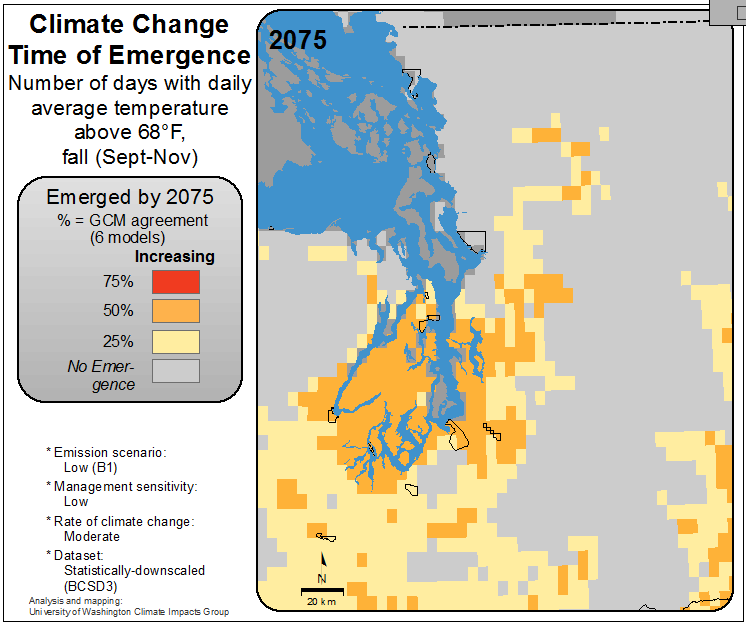 Climate Change
Time of Emergence
Number of days with daily
average temperature
above 68°F,
fall (Sept-Nov)
Emerged by 2075
% = GCM agreement
(6 models)
Increasing
75%
50%
25%
No Emer-
gence
* Emission scenario:
Low (B1)
* Management sensitivity:
Low
* Rate of climate change:
Moderate
* Dataset:
Statistically-downscaled
(BCSD3)
Analysis and mapping:
University of Washington Climate Impacts Group
2075
N
20 km